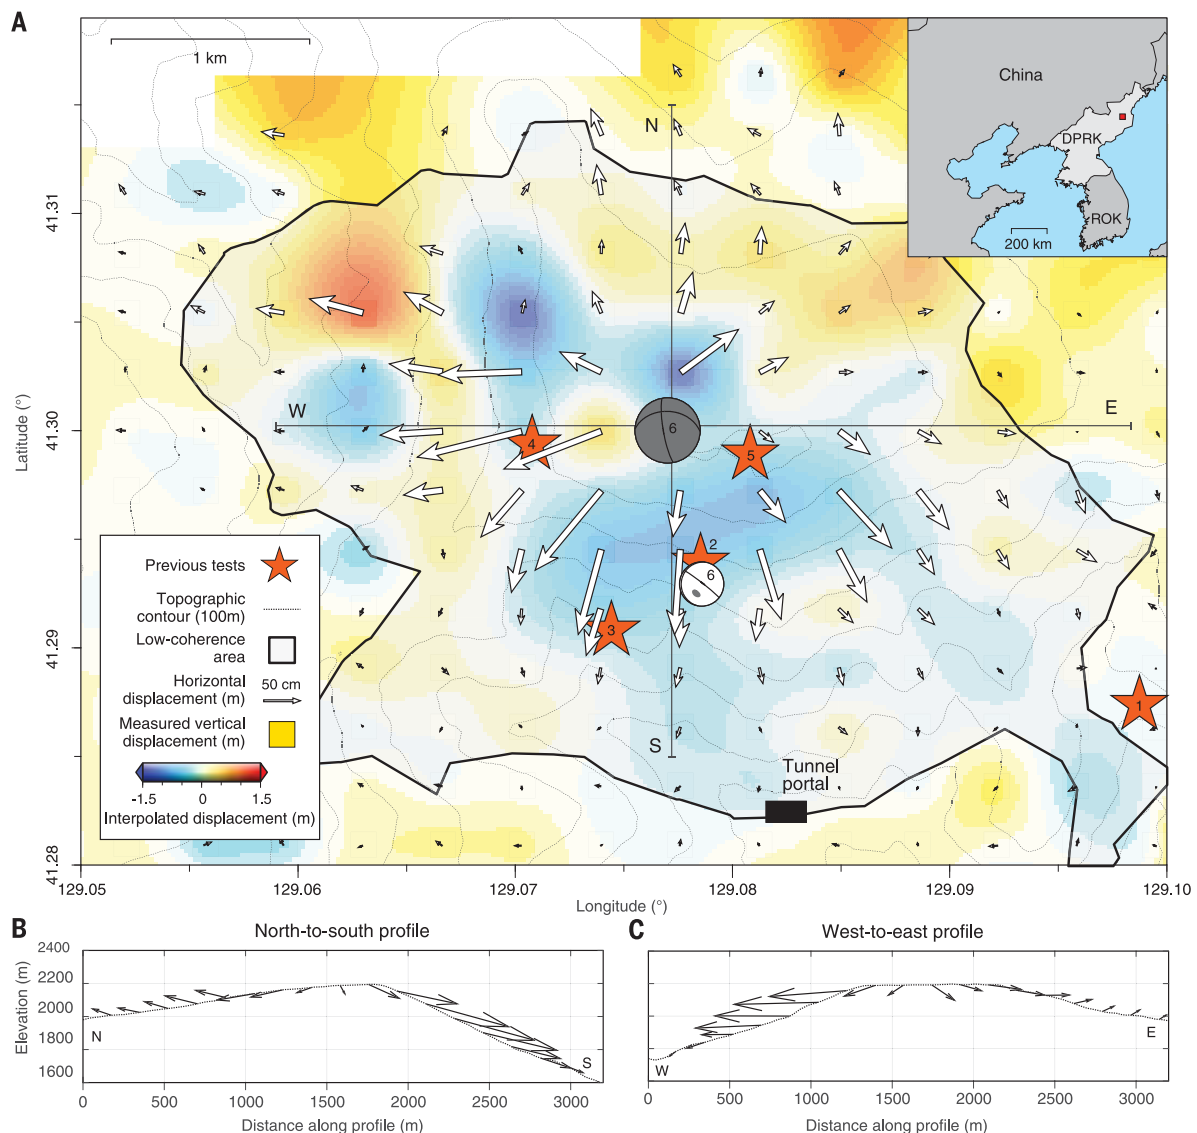 A
1 km
N
China
DPRK
ROK
200 km
41.31
W
E
41.30
Latitude (°)
4
6
5
2
6
3
1
41.29
S
Tunnel
portal
Previous tests
Topographic
contour (100m)
Low-coherence
area
Horizontal
displacement (m)
50 cm
Measured vertical
displacement (m)
-1.5
0
1.5
Interpolated displacement (m)
41.28
129.05
129.06
129.07
129.08
129.09
129.10
Longitude (°)
B
North-to-south profile
2400
2200
2000
1800
1600
Elevation (m)
N
S
0
500
1000
1500
2000
2500
3000
Distance along profile (m)
C
West-to-east profile
W
E
0
500
1000
1500
2000
2500
3000
Distance along profile (m)